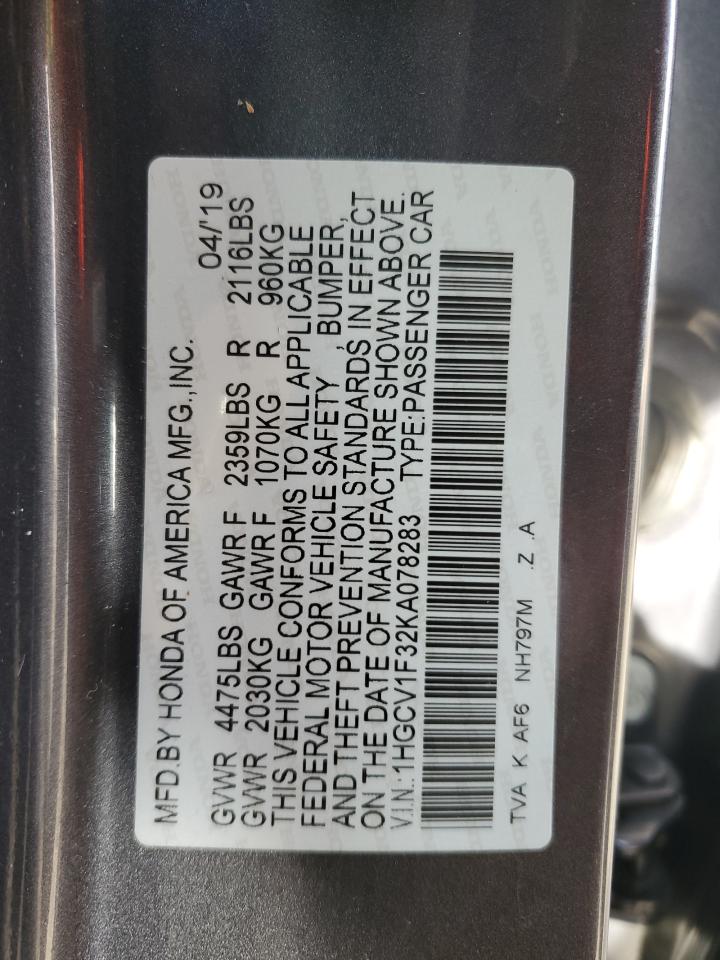 MFD.BY HONDA OF AMERICA MFG.,INC.
04/'19
GVWR 4475LBS GAWR F 2359LBS R 2116LBS
GVWR 2030KG GAWR F 1070KG R 960KG
THIS VEHICLE CONFORMS TO ALL APPLICABLE
FEDERAL MOTOR VEHICLE SAFETY , BUMPER,
AND THEFT PREVENTION STANDARDS IN EFFECT
ON THE DATE OF MANUFACTURE SHOWN ABOVE.
V.I.N.:1HGCV1F32KA078283 TYPE:PASSENGER CAR
TVA K AF6 NH797M .Z .A